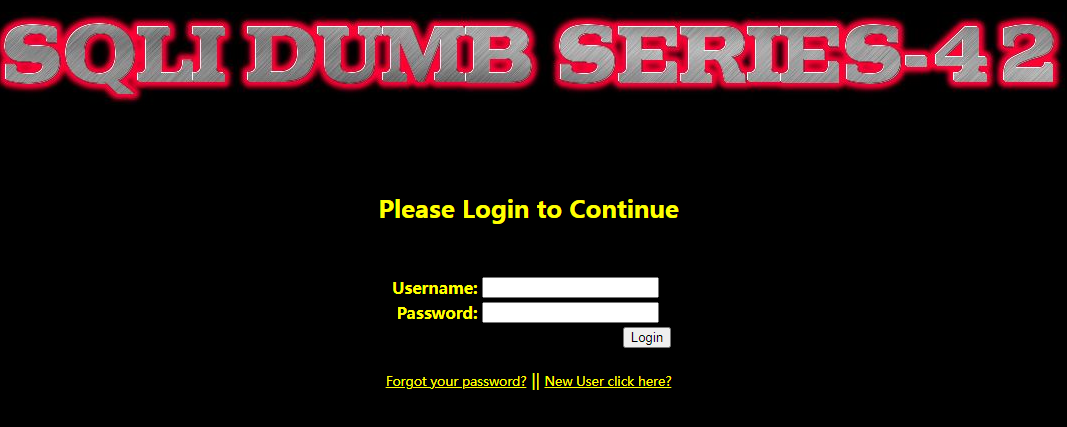 SQLI DUMB SERIES-42
Please Login to Continue
Username:
Password:
Login
Forgot your password? || New User click here?